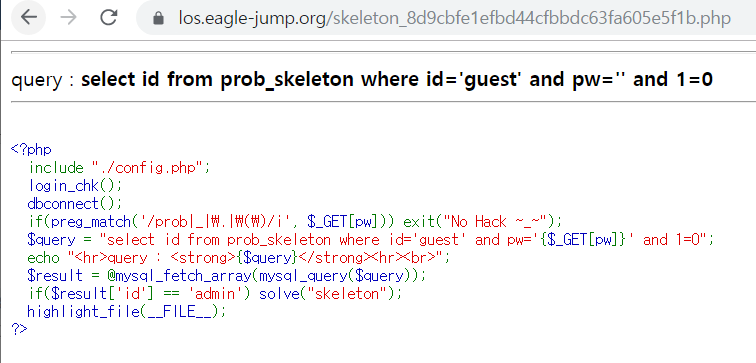 los.eagle-jump.org/skeleton_8d9cbfe1efbd44cfbbdc63fa605e5f1b.php
query : select id from prob_skeleton where id='guest' and pw='' and 1=0
<?php
  include "./config.php";
  login_chk();
  dbconnect();
  if(preg_match('/prob|_|₩.|₩(₩)/i', $_GET[pw])) exit("No Hack ~_~");
  $query = "select id from prob_skeleton where id='guest' and pw='{$_GET[pw]}' and 1=0";
  echo "<hr>query : <strong>{$query}</strong><hr><br>";
  $result = @mysql_fetch_array(mysql_query($query));
  if($result['id'] == 'admin') solve("skeleton");
  highlight_file(__FILE__);
?>